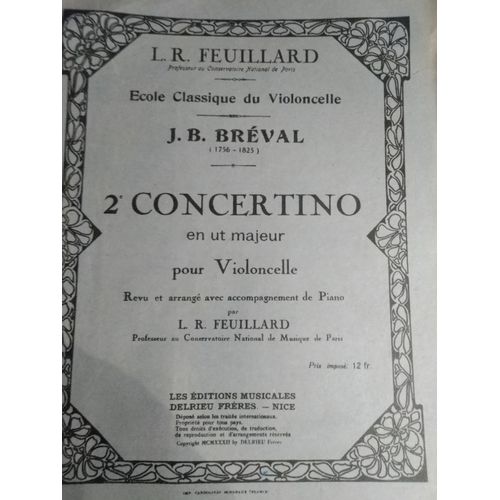 L. R. FEUILLARD
Professeur au Conservatoire National de Paris
Ecole Classique du Violoncelle
J. B. BRÉVAL
( 1756 - 1825 )
2e CONCERTINO
en ut majeur
pour Violoncelle
Revu et arrangé avec accompagnement de Piano
par
L. R. FEUILLARD
Professeur au Conservatoire National de Musique de Paris
Prix imposé: 12 fr.
LES ÉDITIONS MUSICALES
DELRIEU FRÈRES. — NICE
Déposé selon les traités internationaux.
Propriété pour tous pays.
Tous droits d'exécution, de traduction,
de reproduction et d'arrangements réservés
Copyright MCMXXXII by DELRIEU Frères